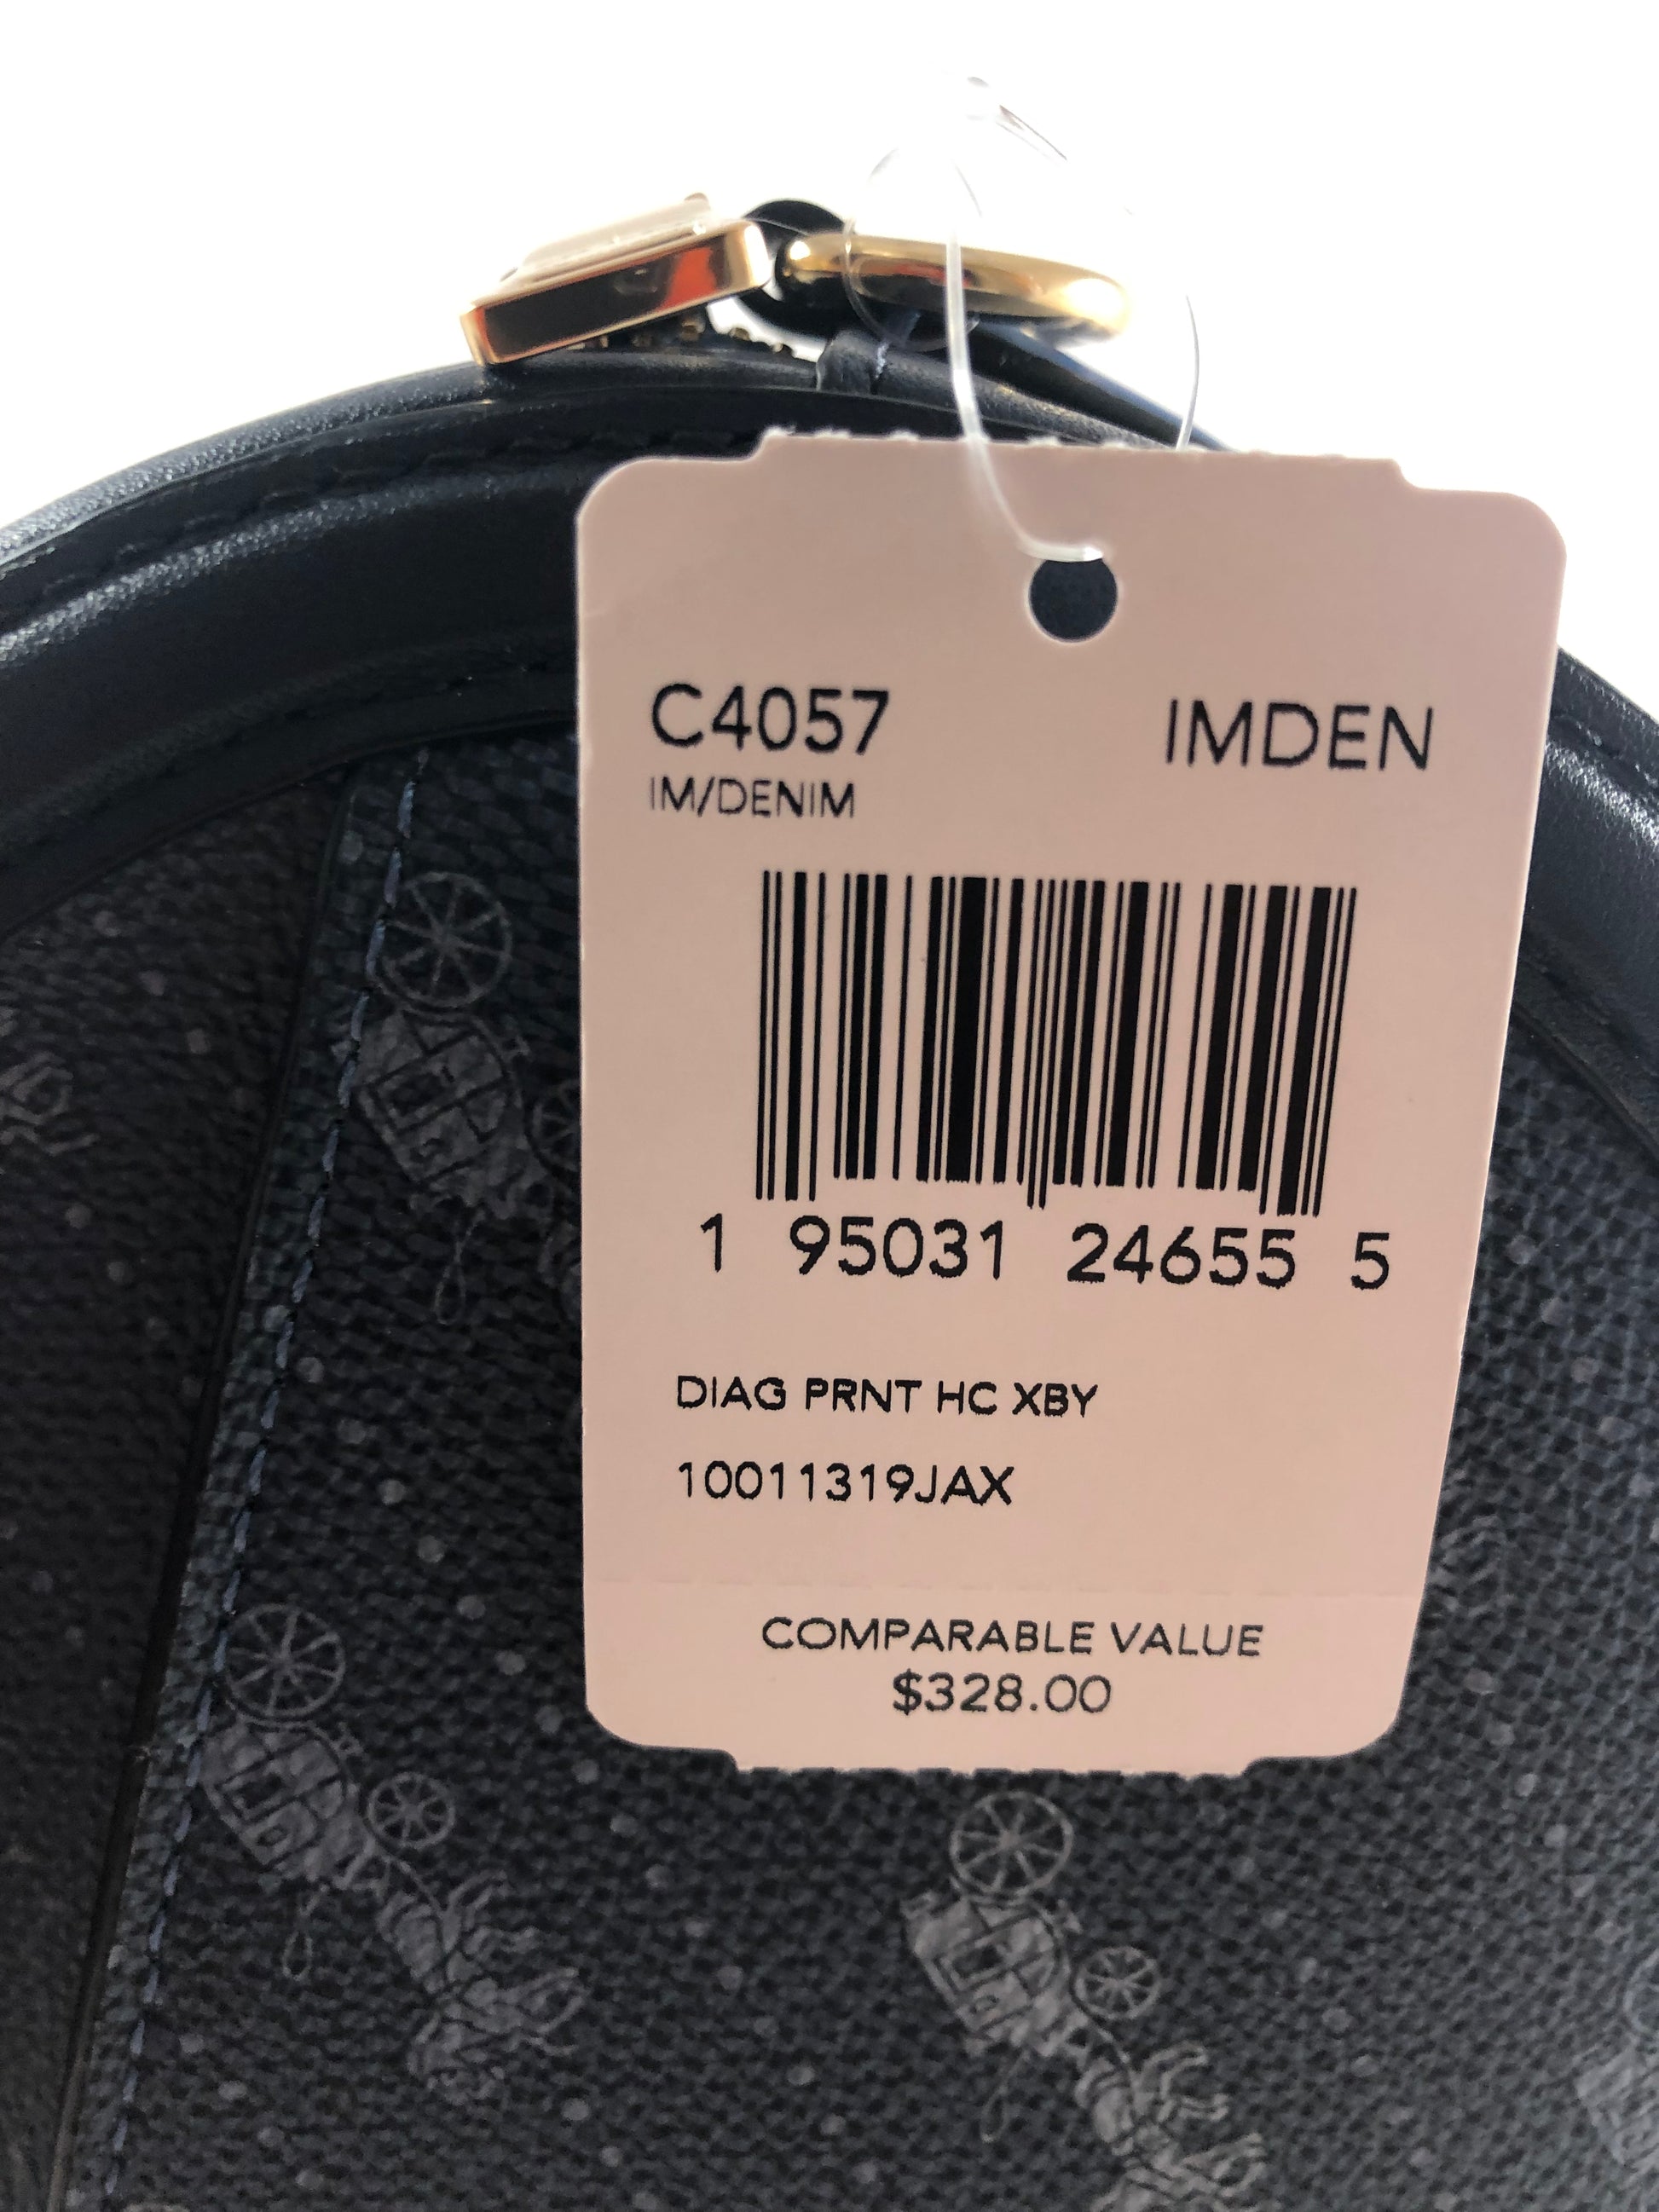 C4057 IMDEN
IM/DENIM
1 95031 24655 5
DIAG PRNT HC XBY
10011319JAX
COMPARABLE VALUE
$328.00